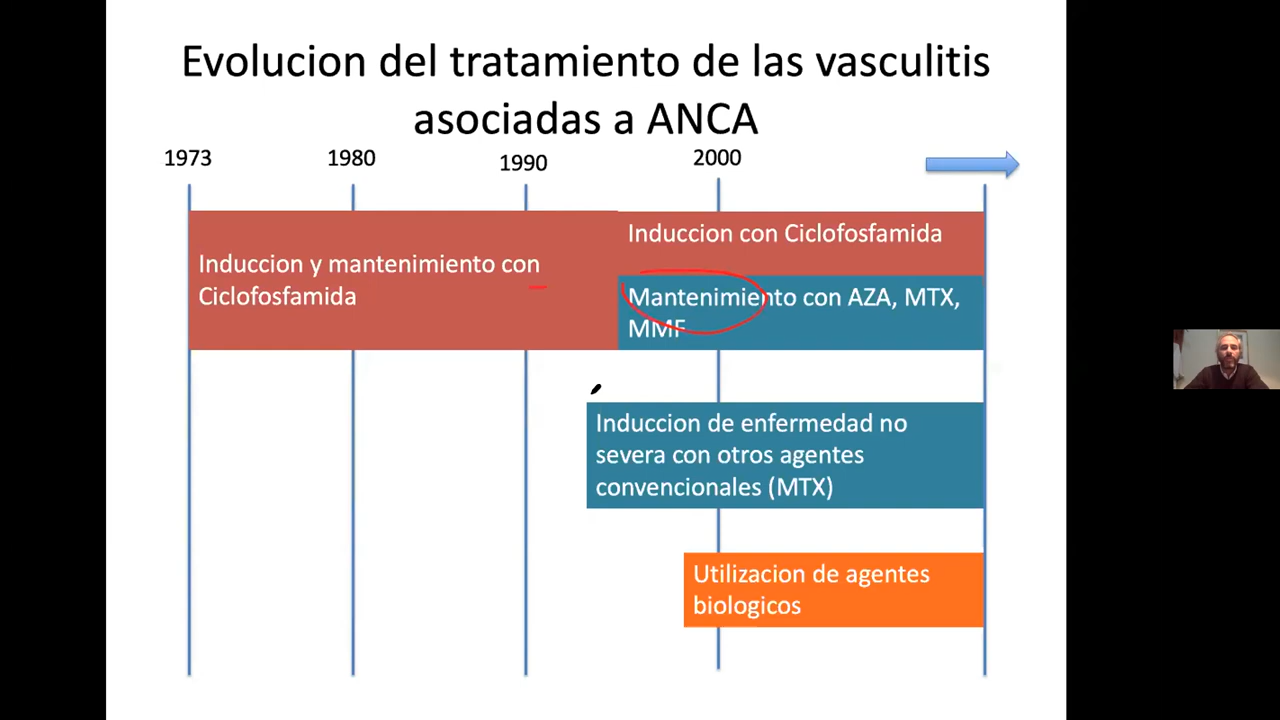 Evolucion del tratamiento de las vasculitis
asociadas a ANCA
1973
1980
1990
2000
Induccion y mantenimiento con
Ciclofosfamida
Induccion con Ciclofosfamida
Mantenimiento con AZA, MTX,
MMF
Induccion de enfermedad no
severa con otros agentes
convencionales (MTX)
Utilizacion de agentes
biologicos